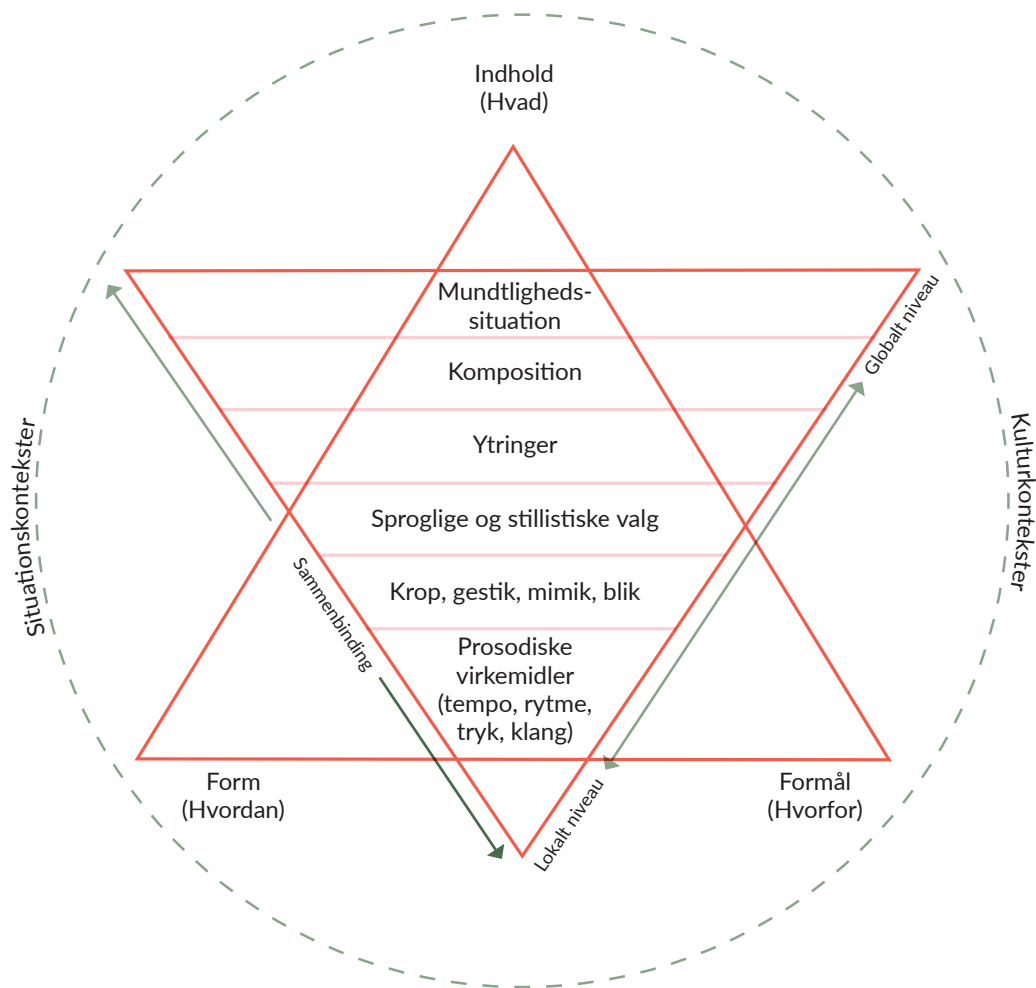 Indhold
(Hvad)
Mundtligheds-
situation
Globalt niveau
Komposition
Ytringer
Situationskontekster
Kulturkontekster
Sproglige og stillistiske valg
Sammenbinding
Krop, gestik, mimik, blik
Prosodiske
virkemidler
(tempo, rytme,
tryk, klang)
Form
(Hvordan)
Formål
(Hvorfor)
Lokalt niveau